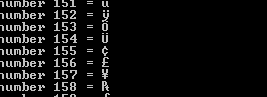 number 151 = ù
number 152 = ÿ
number 153 = Ö
number 154 = Ü
number 155 = ¢
number 156 = £
number 157 = ¥
number 158 = ₧